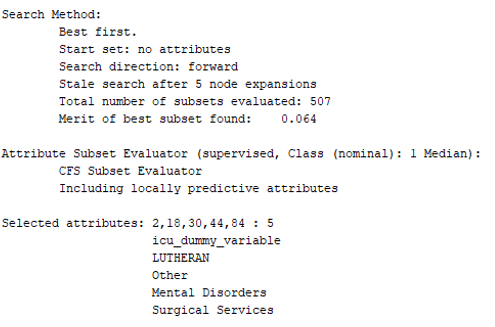 Search Method:
Best first.
Start set: no attributes
Search direction: forward
Stale search after 5 node expansions
Total number of subsets evaluated: 507
Merit of best subset found: 0.064
Attribute Subset Evaluator (supervised, Class (nominal): 1 Median):
CFS Subset Evaluator
Including locally predictive attributes
Selected attributes: 2,18,30,44,84 : 5
icu_dummy_variable
LUTHERAN
Other
Mental Disorders
Surgical Services